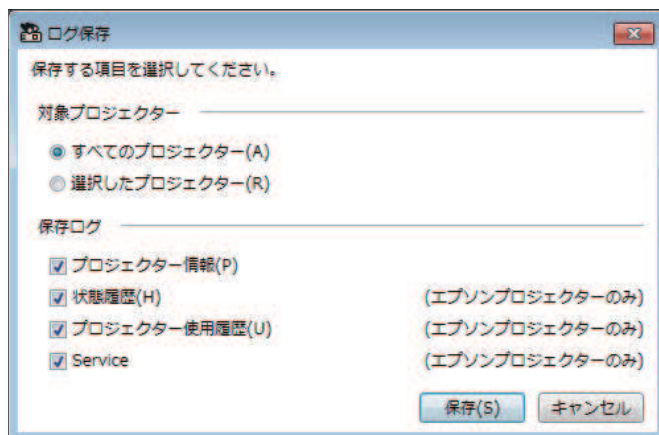 ログ保存
保存する項目を選択してください。
対象プロジェクター
すべてのプロジェクター(A)
選択したプロジェクター(R)
保存ログ
プロジェクター情報(P)
状態履歴(H) (エプソンプロジェクターのみ)
プロジェクター使用履歴(U) (エプソンプロジェクターのみ)
Service (エプソンプロジェクターのみ)
保存(S) キャンセル